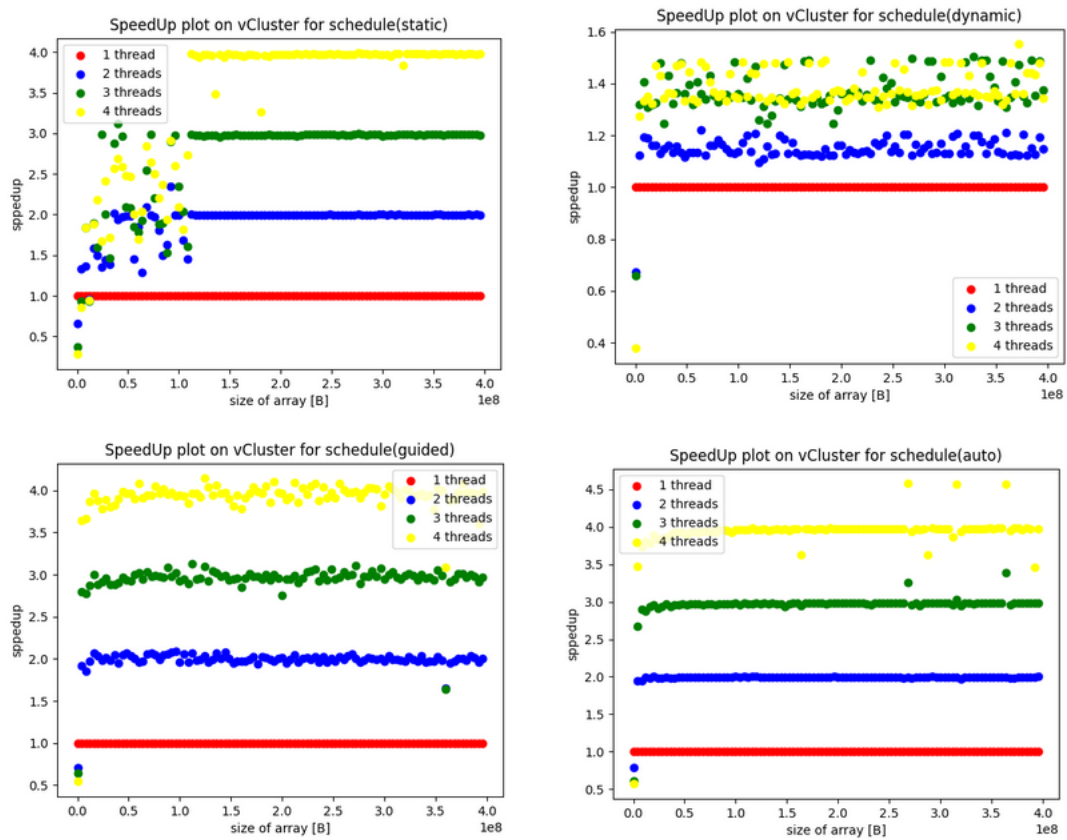 SpeedUp plot on vCluster for schedule(static)
4.0
3.5
3.0
2.5
2.0
1.5
1.0
0.5
sppedup
1 thread
2 threads
3 threads
4 threads
0.0 0.5 1.0 1.5 2.0 2.5 3.0 3.5 4.0
size of array [B]
1e8
SpeedUp plot on vCluster for schedule(dynamic)
1.6
1.4
1.2
1.0
0.8
0.6
0.4
sppedup
1 thread
2 threads
3 threads
4 threads
0.0 0.5 1.0 1.5 2.0 2.5 3.0 3.5 4.0
size of array [B]
1e8
SpeedUp plot on vCluster for schedule(guided)
4.0
3.5
3.0
2.5
2.0
1.5
1.0
0.5
sppedup
1 thread
2 threads
3 threads
4 threads
0.0 0.5 1.0 1.5 2.0 2.5 3.0 3.5 4.0
size of array [B]
1e8
SpeedUp plot on vCluster for schedule(auto)
4.5
4.0
3.5
3.0
2.5
2.0
1.5
1.0
0.5
sppedup
1 thread
2 threads
3 threads
4 threads
0.0 0.5 1.0 1.5 2.0 2.5 3.0 3.5 4.0
size of array [B]
1e8